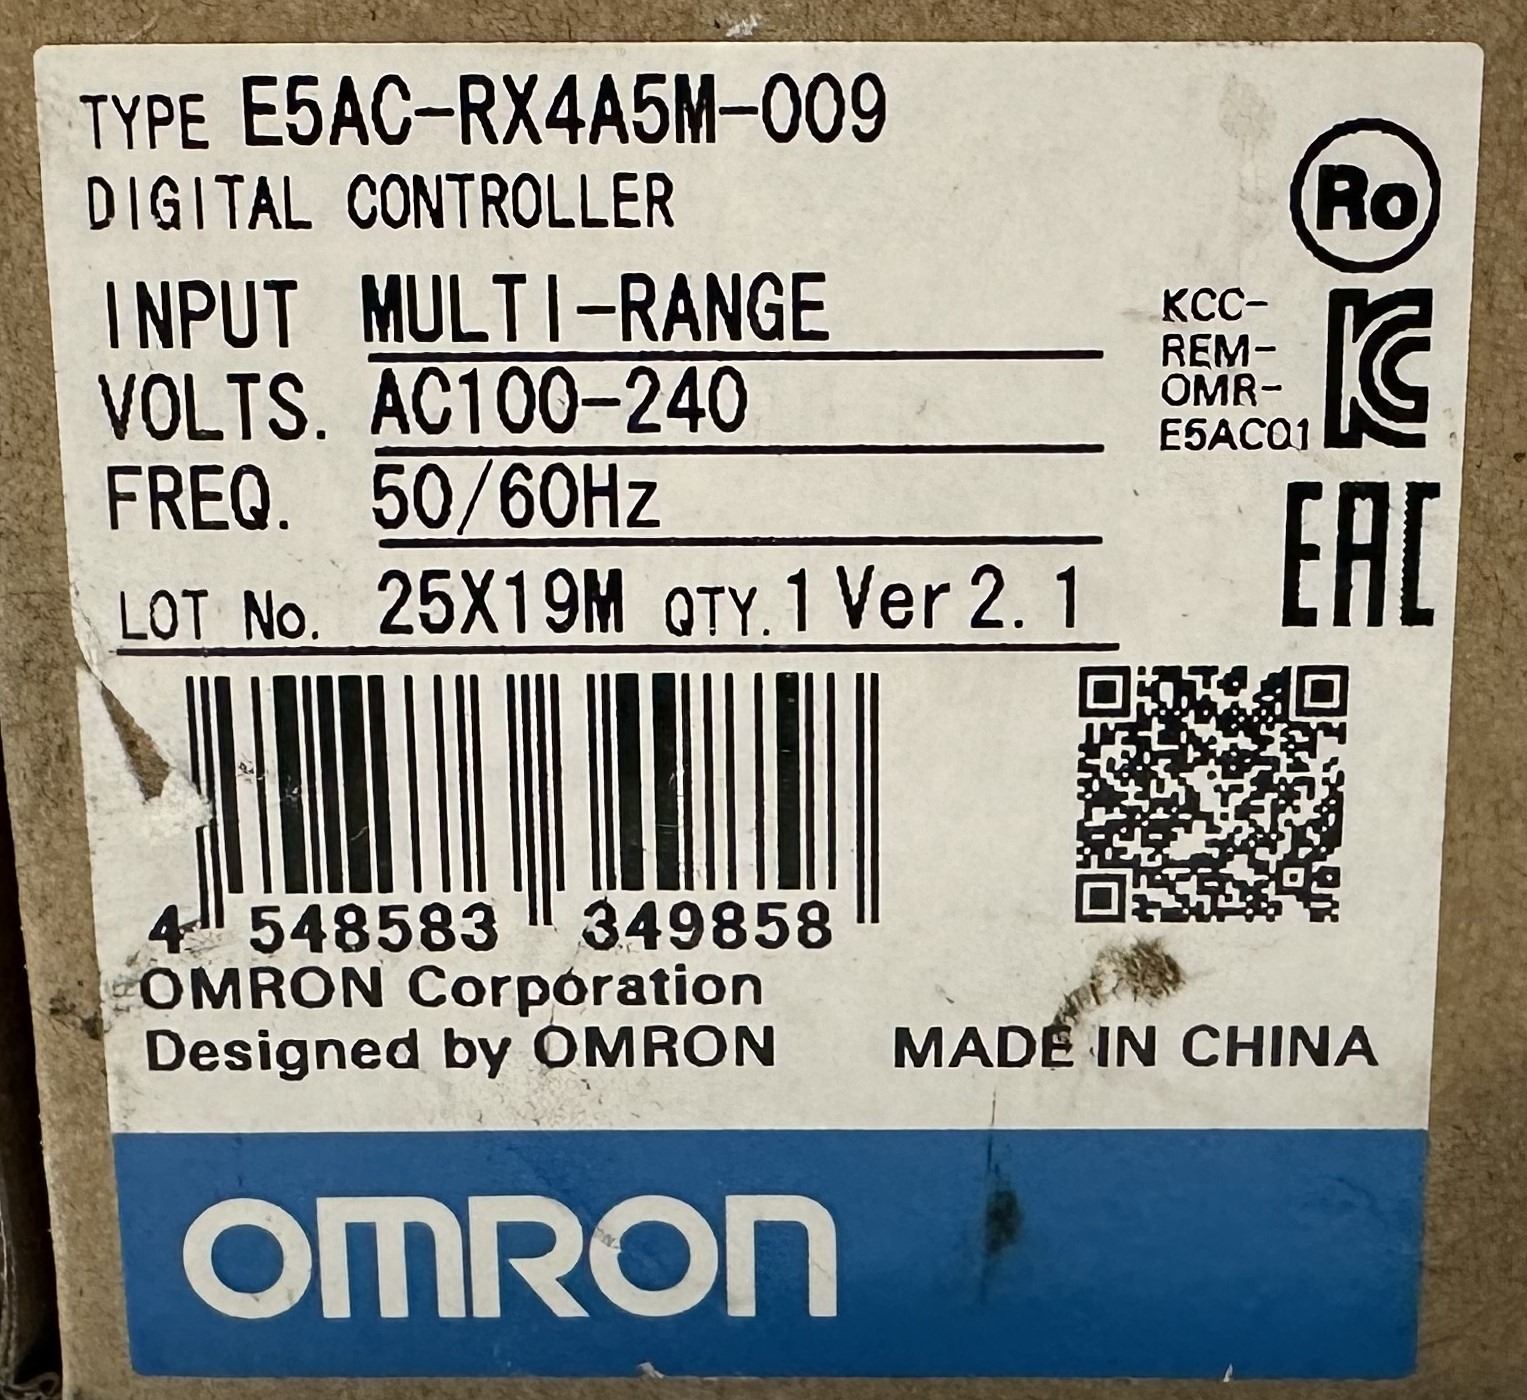 TYPE E5AC-RX4A5M-009
DIGITAL CONTROLLER
Ro
INPUT MULTI-RANGE
VOLTS. AC100-240
FREQ. 50/60Hz
KCC-
REM-
OMR-
E5ACQ1
KC
EAC
LOT No. 25X19M QTY. 1 Ver 2. 1
4 548583 349858
OMRON Corporation
Designed by OMRON MADE IN CHINA
OMRON